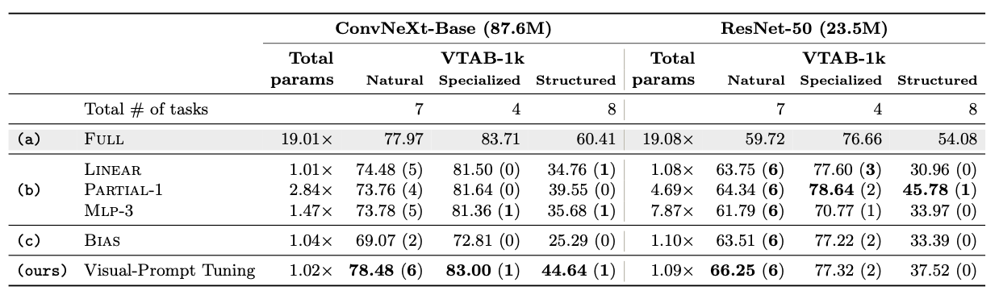 ConvNeXt-Base (87.6M) ResNet-50 (23.5M)
Total VTAB-1k Total VTAB-1k
params Natural Specialized Structured params Natural Specialized Structured
Total # of tasks 7 4 8 7 4 8
(a) FULL 19.01× 77.97 83.71 60.41 19.08× 59.72 76.66 54.08
LINEAR 1.01× 74.48 (5) 81.50 (0) 34.76 (1) 1.08× 63.75 (6) 77.60 (3) 30.96 (0)
(b) PARTIAL-1 2.84× 73.76 (4) 81.64 (0) 39.55 (0) 4.69× 64.34 (6) 78.64 (2) 45.78 (1)
MLP-3 1.47× 73.78 (5) 81.36 (1) 35.68 (1) 7.87× 61.79 (6) 70.77 (1) 33.97 (0)
(c) BIAS 1.04× 69.07 (2) 72.81 (0) 25.29 (0) 1.10× 63.51 (6) 77.22 (2) 33.39 (0)
(ours) Visual-Prompt Tuning 1.02× 78.48 (6) 83.00 (1) 44.64 (1) 1.09× 66.25 (6) 77.32 (2) 37.52 (0)